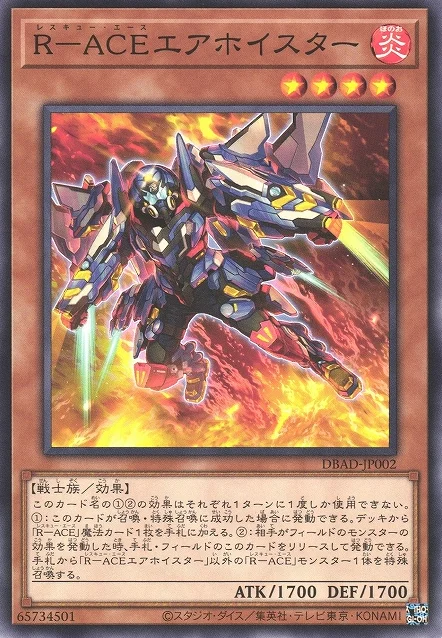 レスキュー・エース
R－ACEエアホイスター
炎
ほのお
DBAD-JP002
【戦士族／効果】
このカード名の①②の効果はそれぞれ１ターンに１度しか使用できない。
①：このカードが召喚・特殊召喚に成功した場合に発動できる。デッキから
「R－ACE」魔法カード１枚を手札に加える。②：相手がフィールドのモンスターの
効果を発動した時、手札・フィールドのこのカードをリリースして発動できる。
手札から「R－ACEエアホイスター」以外の「R－ACE」モンスター１体を特殊
召喚する。
ATK/1700 DEF/1700
65734501
©スタジオ・ダイス／集英社・テレビ東京・KONAMI